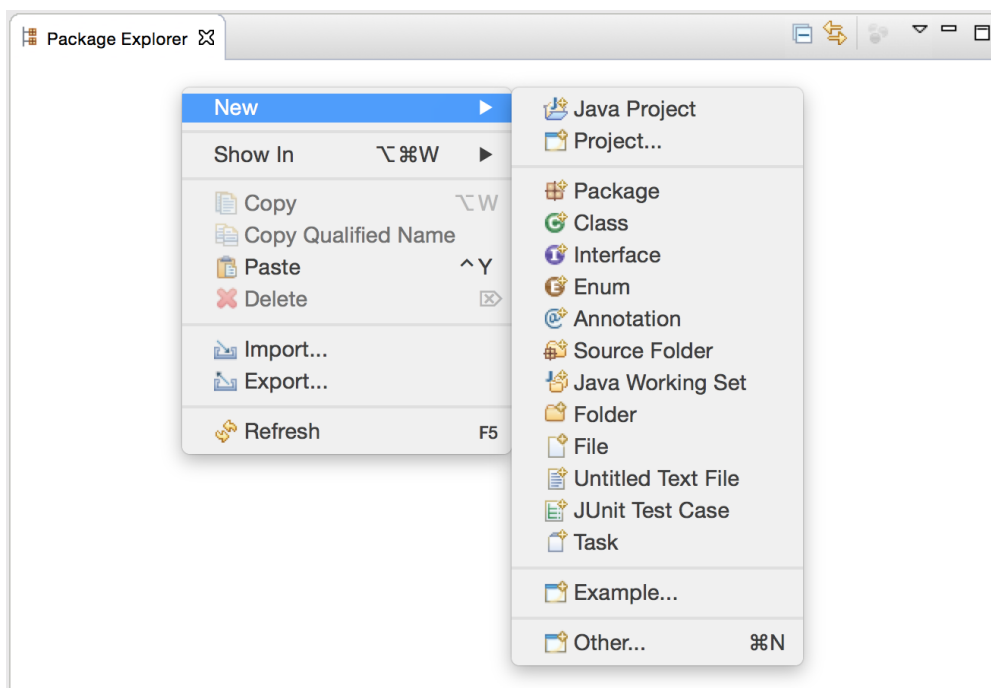 Package Explorer
New
Show In ⌥⌘W
Copy ⌥W
Copy Qualified Name
Paste ^Y
Delete ⌦
Import...
Export...
Refresh F5
Java Project
Project...
Package
Class
Interface
Enum
Annotation
Source Folder
Java Working Set
Folder
File
Untitled Text File
JUnit Test Case
Task
Example...
Other... ⌘N